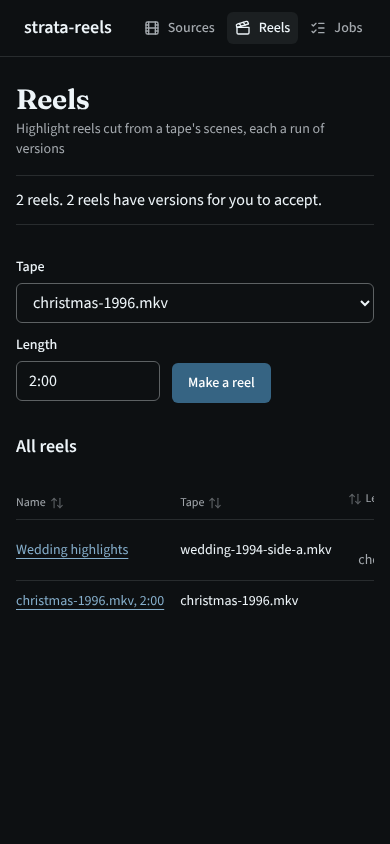 strata-reels
Sources
Reels
Jobs
Reels
Highlight reels cut from a tape's scenes, each a run of
versions
2 reels. 2 reels have versions for you to accept.
Tape
christmas-1996.mkv
Length
2:00
Make a reel
All reels
Name
Tape
Wedding highlights
wedding-1994-side-a.mkv
christmas-1996.mkv, 2:00
christmas-1996.mkv